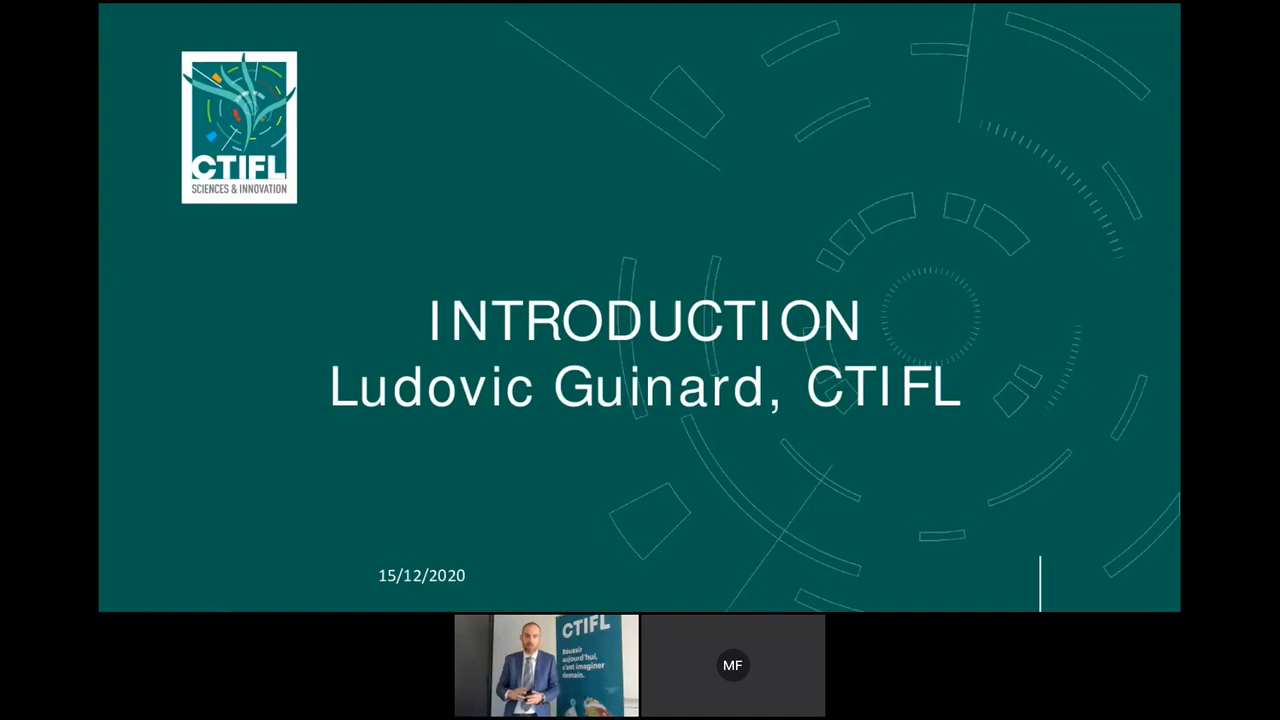 CTIFL
SCIENCES & INNOVATION
INTRODUCTION
Ludovic Guinard, CTIFL
15/12/2020
CTIFL
Réussir
aujourd'hui,
c'est imaginer
demain.
MF